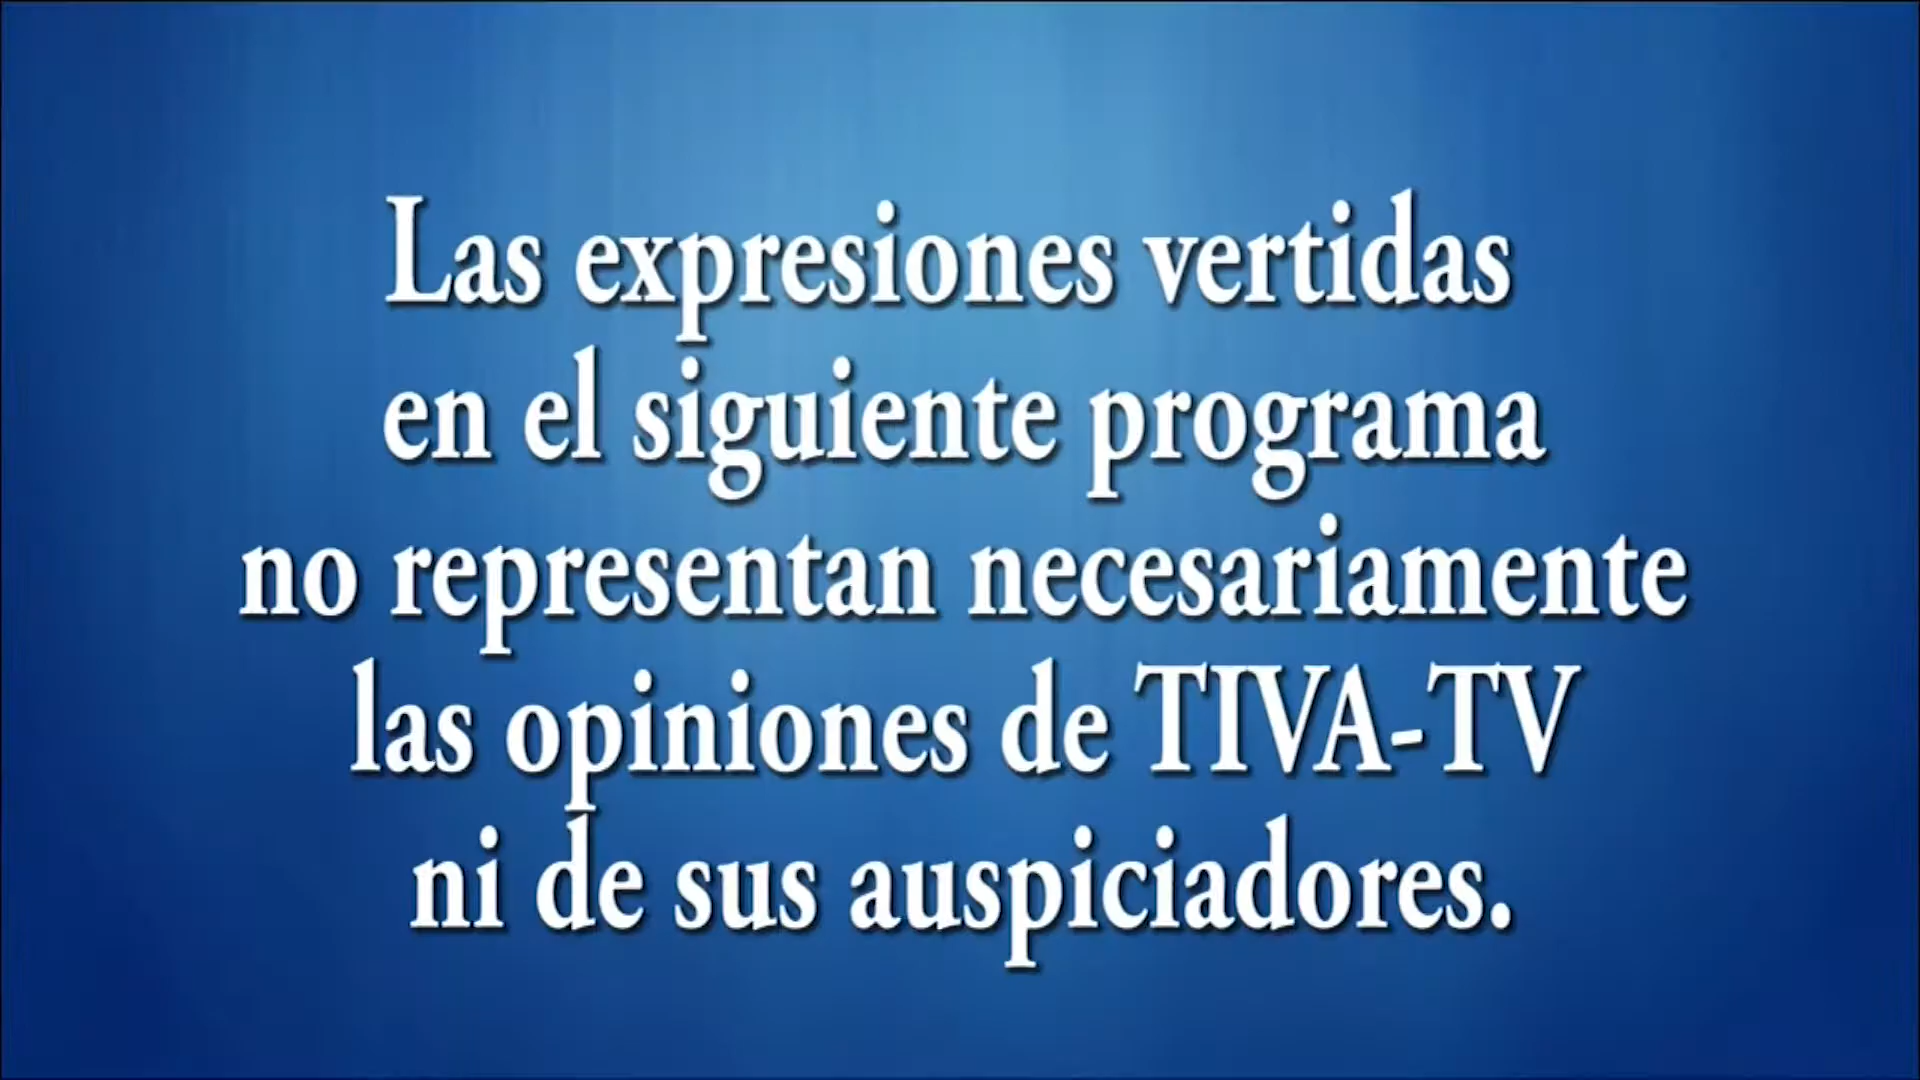 Las expresiones vertidas
en el siguiente programa
no representan necesariamente
las opiniones de TIVA-TV
ni de sus auspiciadores.